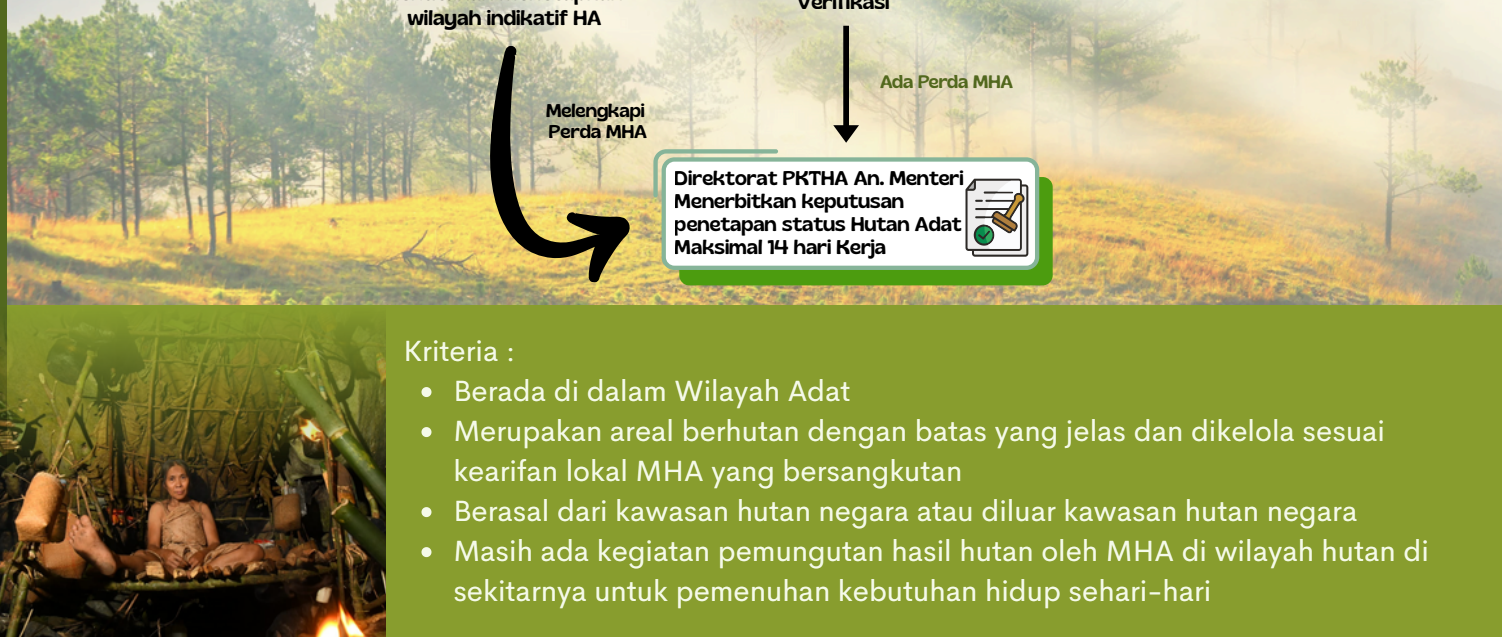 wilayah indikatif HA
Verifikasi
Ada Perda MHA
Melengkapi
Perda MHA
Direktorat PKTHA An. Menteri
Menerbitkan keputusan
penetapan status Hutan Adat
Maksimal 14 hari Kerja
Kriteria :
• Berada di dalam Wilayah Adat
• Merupakan areal berhutan dengan batas yang jelas dan dikelola sesuai
kearifan lokal MHA yang bersangkutan
• Berasal dari kawasan hutan negara atau diluar kawasan hutan negara
• Masih ada kegiatan pemungutan hasil hutan oleh MHA di wilayah hutan di
sekitarnya untuk pemenuhan kebutuhan hidup sehari-hari